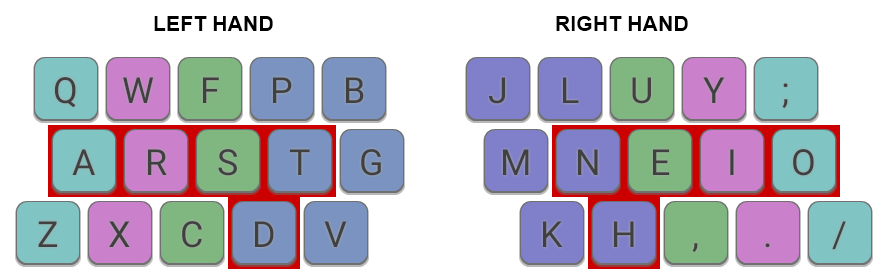 LEFT HAND RIGHT HAND
Q W F P B J L U Y ;
A R S T G M N E I O
Z X C D V K H , . /